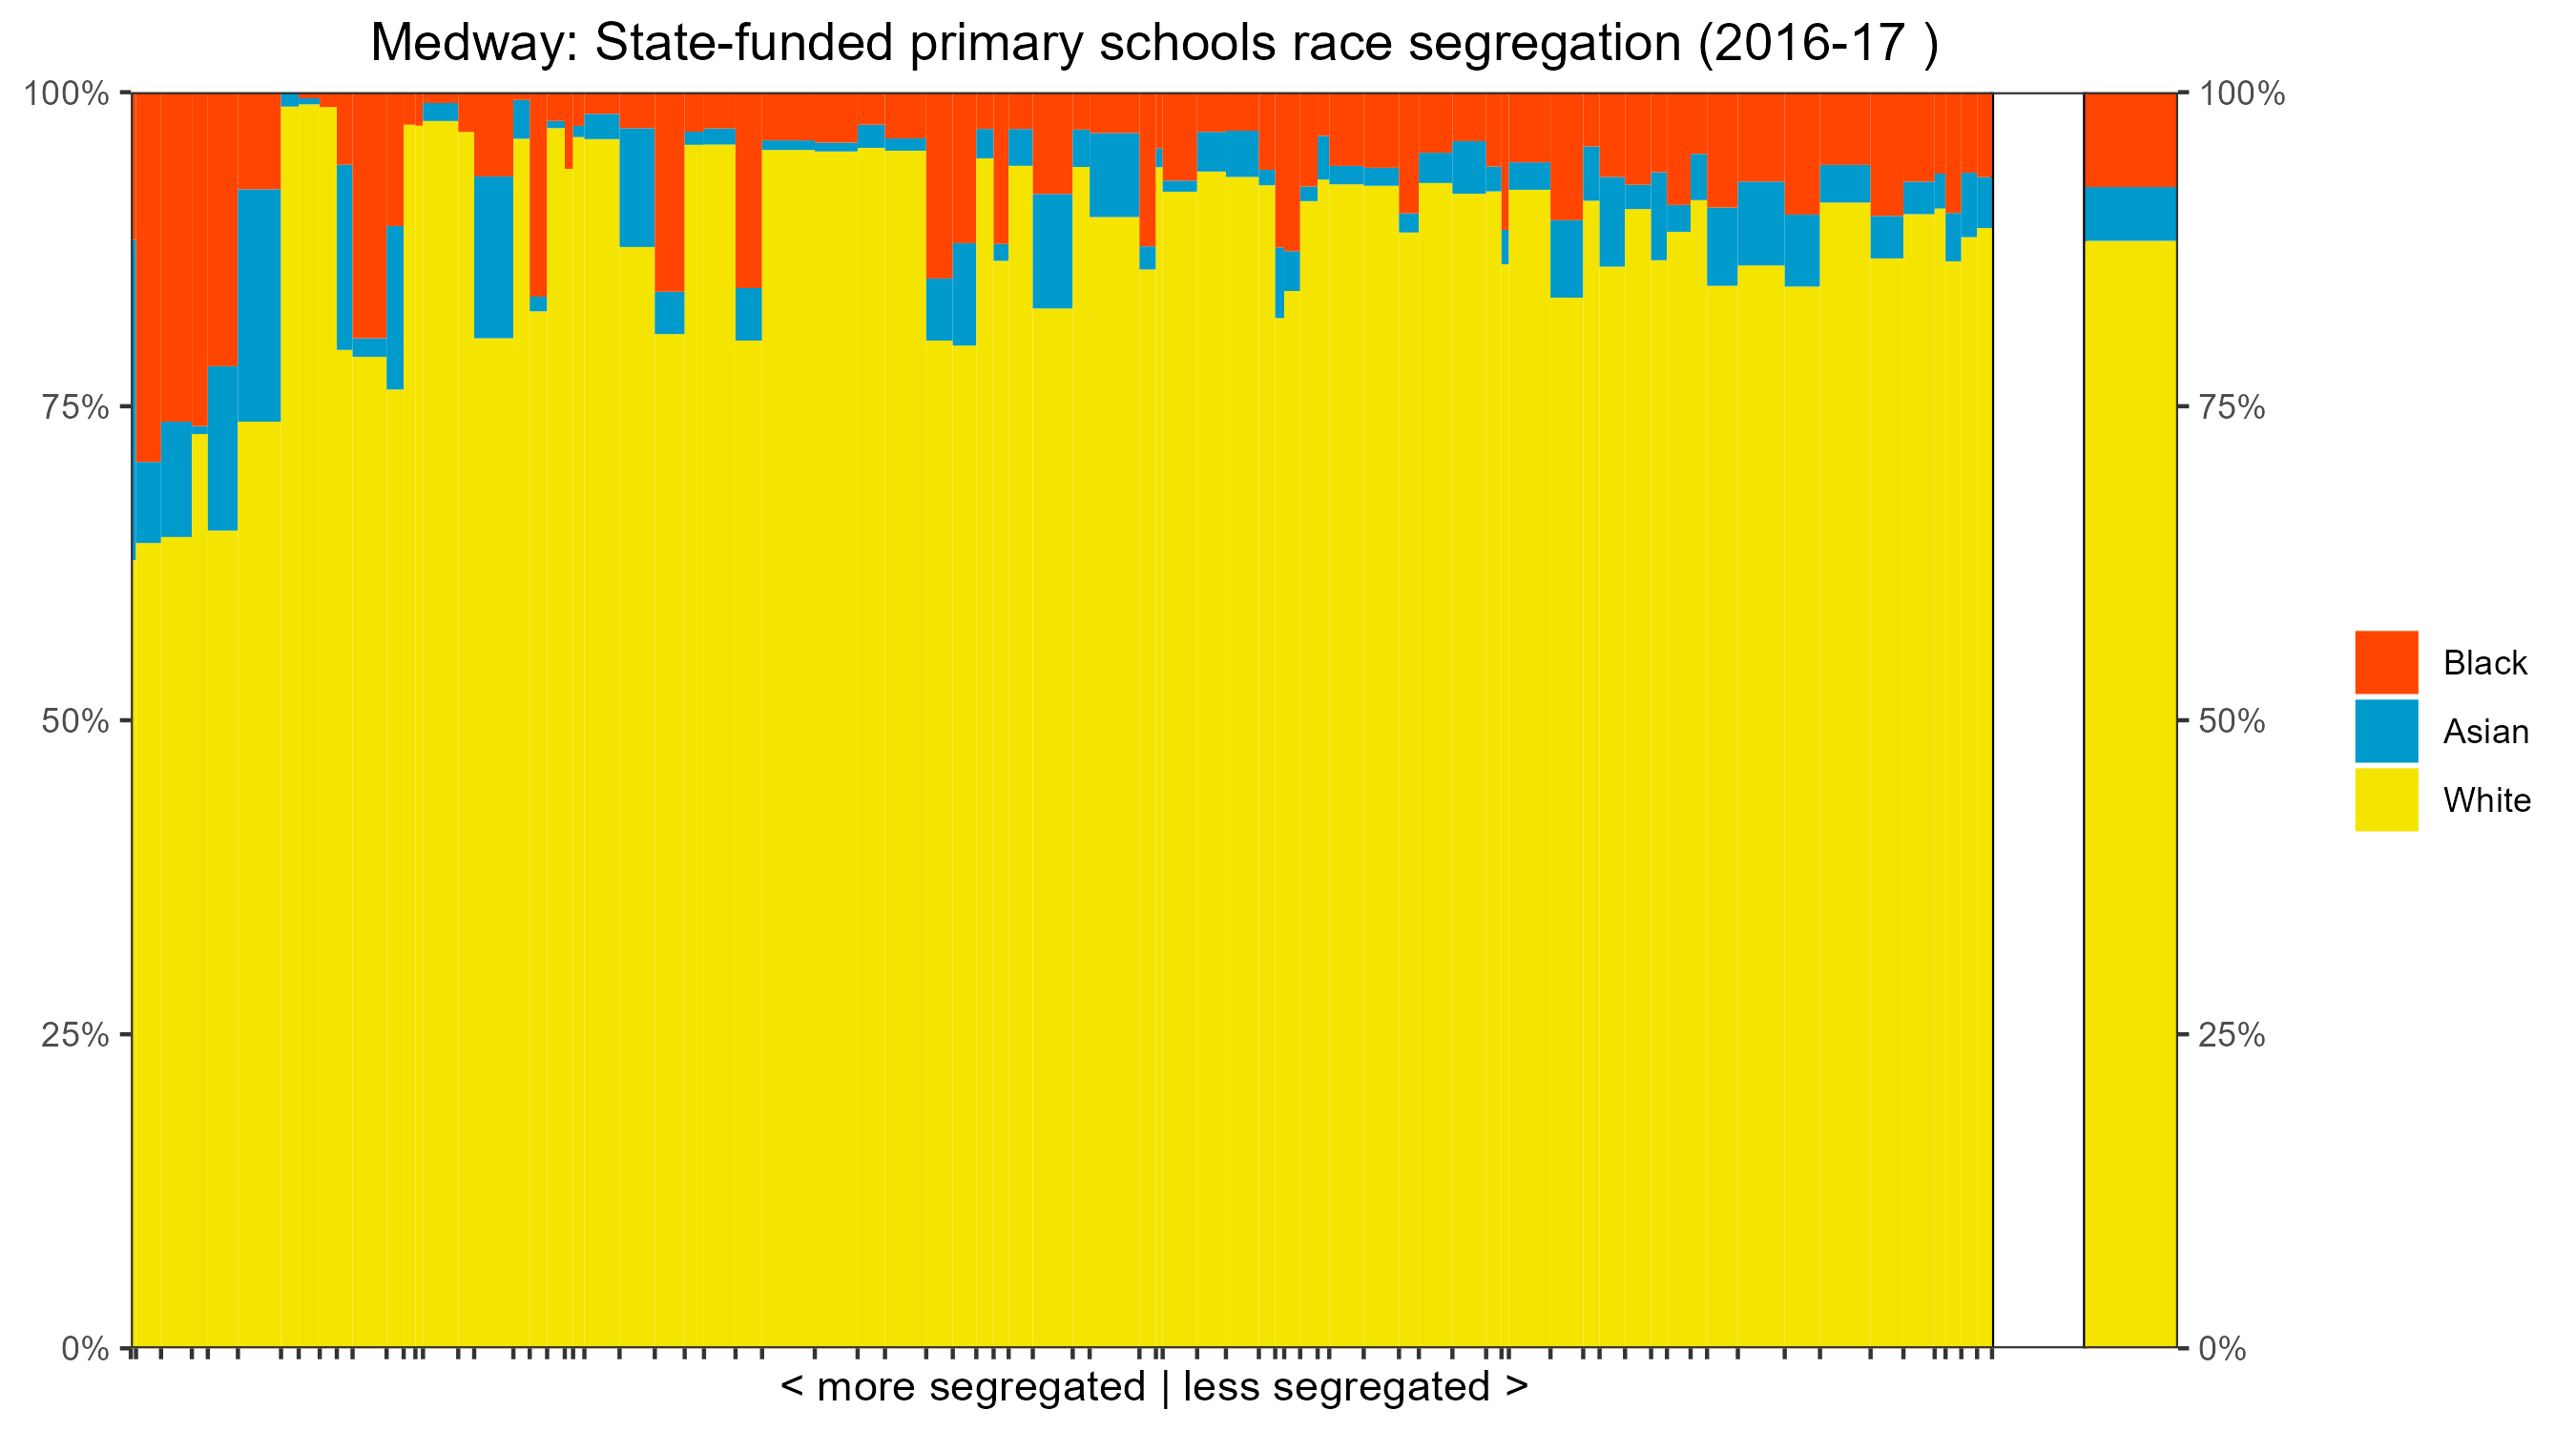 Medway: State-funded primary schools race segregation (2016-17 )
100%
75%
50%
25%
0%
100%
75%
50%
25%
0%
Black
Asian
White
< more segregated | less segregated >